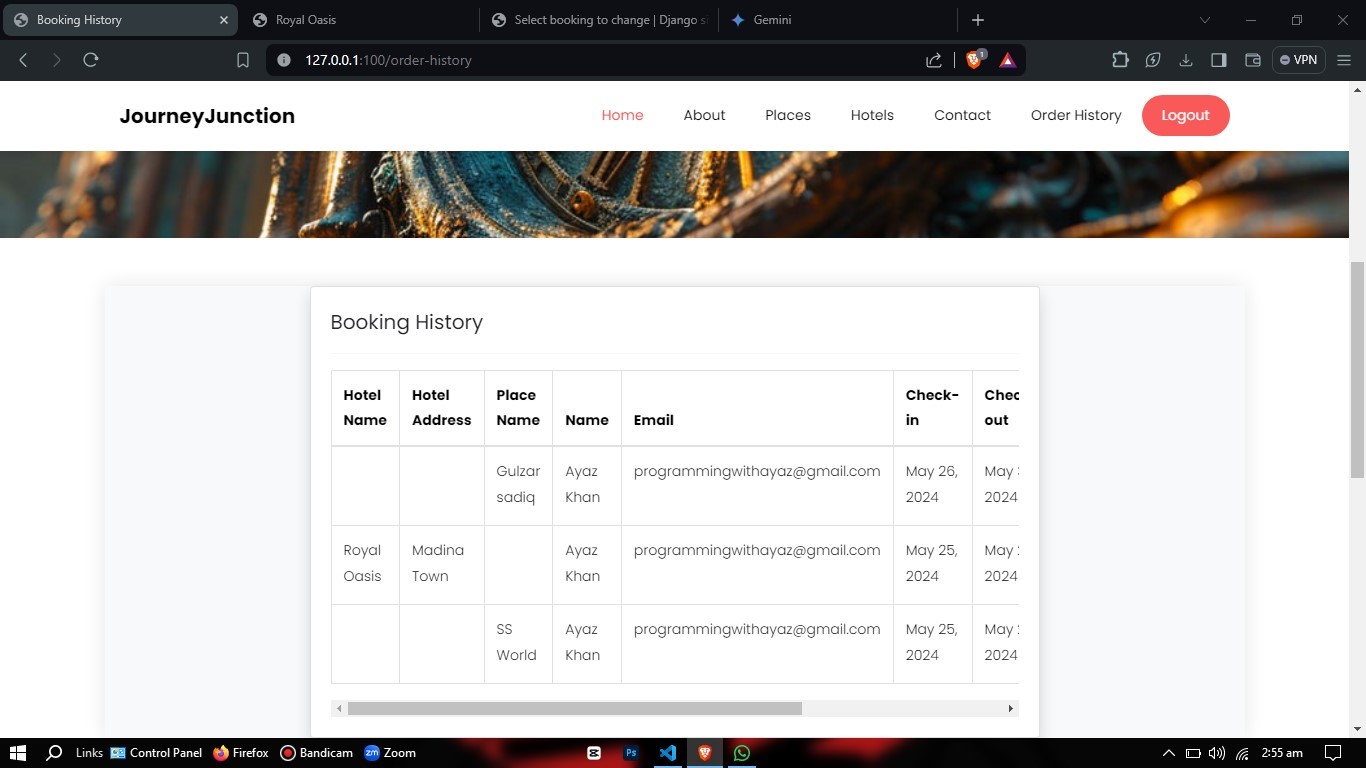 Booking History
Royal Oasis
Select booking to change | Django si
Gemini
127.0.0.1:100/order-history
1
VPN
JourneyJunction
Home
About
Places
Hotels
Contact
Order History
Logout
Booking History
Hotel Name
Hotel Address
Place Name
Name
Email
Check-in
out
Gulzar sadiq
Ayaz Khan
programmingwithayaz@gmail.com
May 26, 2024
May
2024
Royal Oasis
Madina Town
Ayaz Khan
programmingwithayaz@gmail.com
May 25, 2024
May
2024
SS World
Ayaz Khan
programmingwithayaz@gmail.com
May 25, 2024
May
2024
Links
Control Panel
Firefox
Bandicam
zm
Zoom
Ps
2:55 am